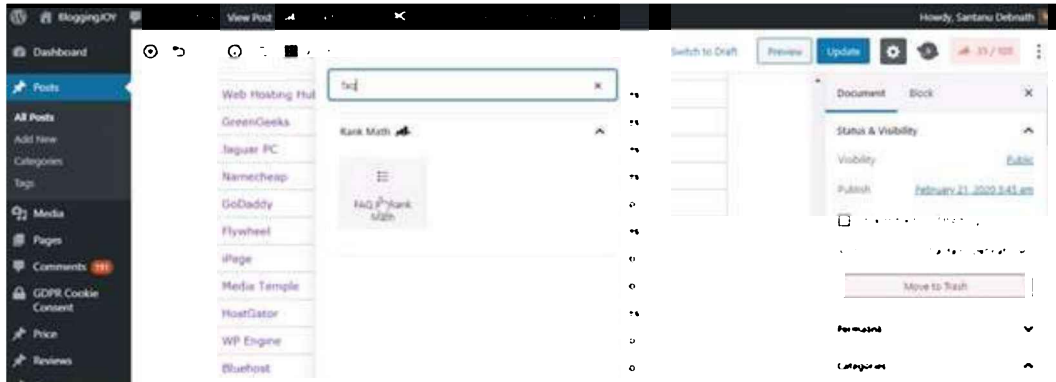 BloggingJOY
View Post
Howdy, Santanu Debnath
Dashboard
Posts
All Posts
Add New
Categories
Tags
Media
Pages
Comments
GDPR Cookie
Consent
Price
Reviews
Web Hosting Hub
GreenGeeks
Jaguar PC
Namecheap
GoDaddy
Flywheel
iPage
Media Temple
HostGator
WP Engine
Bluehost
faq
Rank Math
FAQ by Rank
Math
Switch to Draft
Preview
Update
Document
Block
Status & Visibility
Visibility
Public
Publish
February 21, 2020 3:45 am
Move to Trash
Permalink
Categories